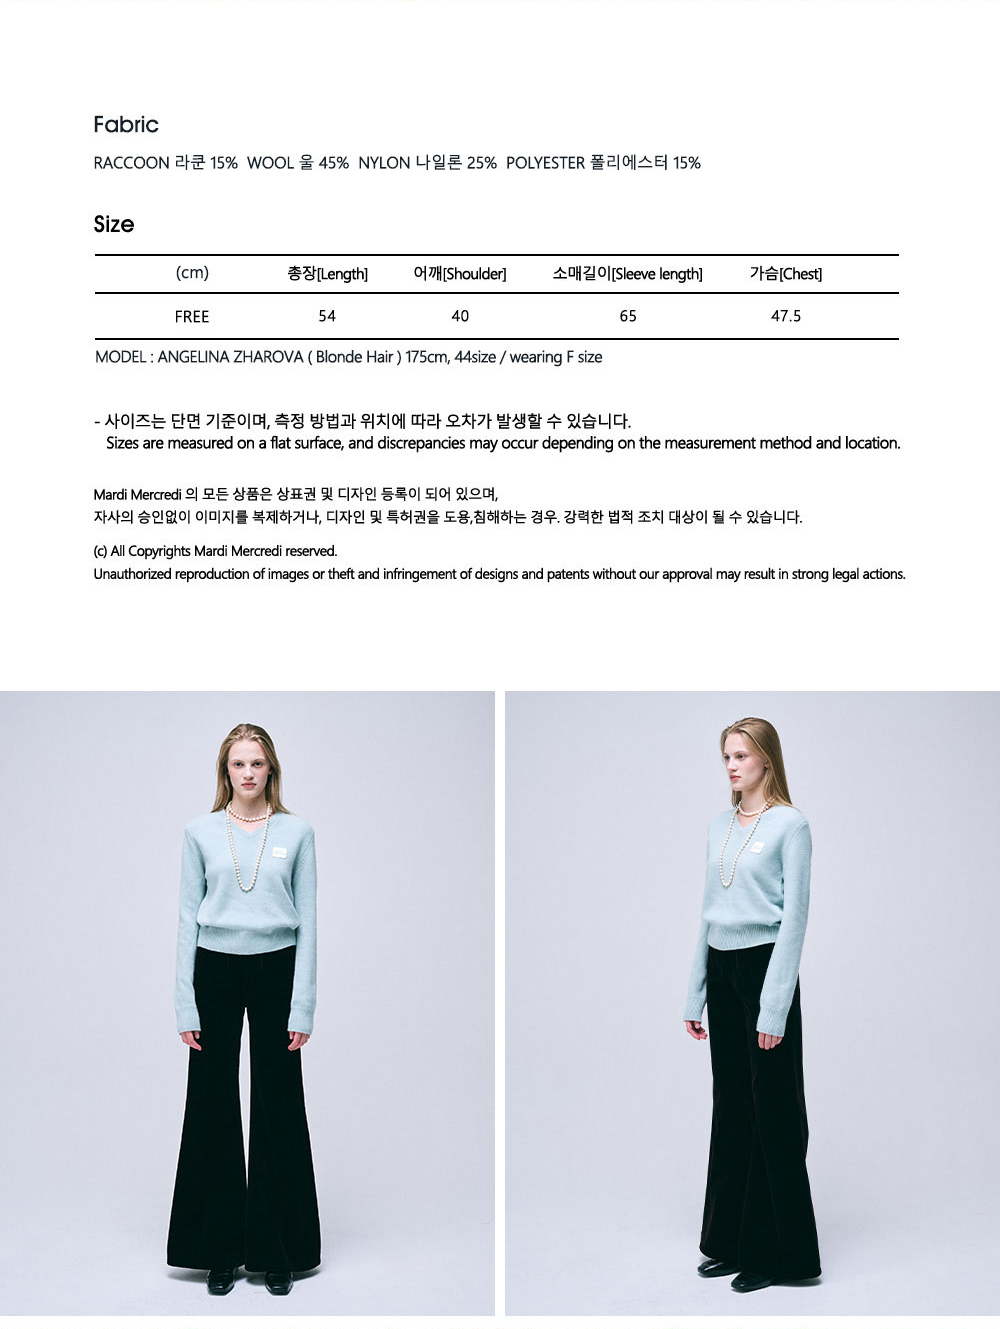 Fabric
RACCOON 라쿤 15%  WOOL 울 45%  NYLON 나일론 25%  POLYESTER 폴리에스터 15%
Size
(cm) 총장[Length] 어깨[Shoulder] 소매길이[Sleeve length] 가슴[Chest]
FREE 54 40 65 47.5
MODEL : ANGELINA ZHAROVA ( Blonde Hair ) 175cm, 44size / wearing F size
- 사이즈는 단면 기준이며, 측정 방법과 위치에 따라 오차가 발생할 수 있습니다.
Sizes are measured on a flat surface, and discrepancies may occur depending on the measurement method and location.
Mardi Mercredi 의 모든 상품은 상표권 및 디자인 등록이 되어 있으며,
자사의 승인없이 이미지를 복제하거나, 디자인 및 특허권을 도용,침해하는 경우. 강력한 법적 조치 대상이 될 수 있습니다.
(c) All Copyrights Mardi Mercredi reserved.
Unauthorized reproduction of images or theft and infringement of designs and patents without our approval may result in strong legal actions.